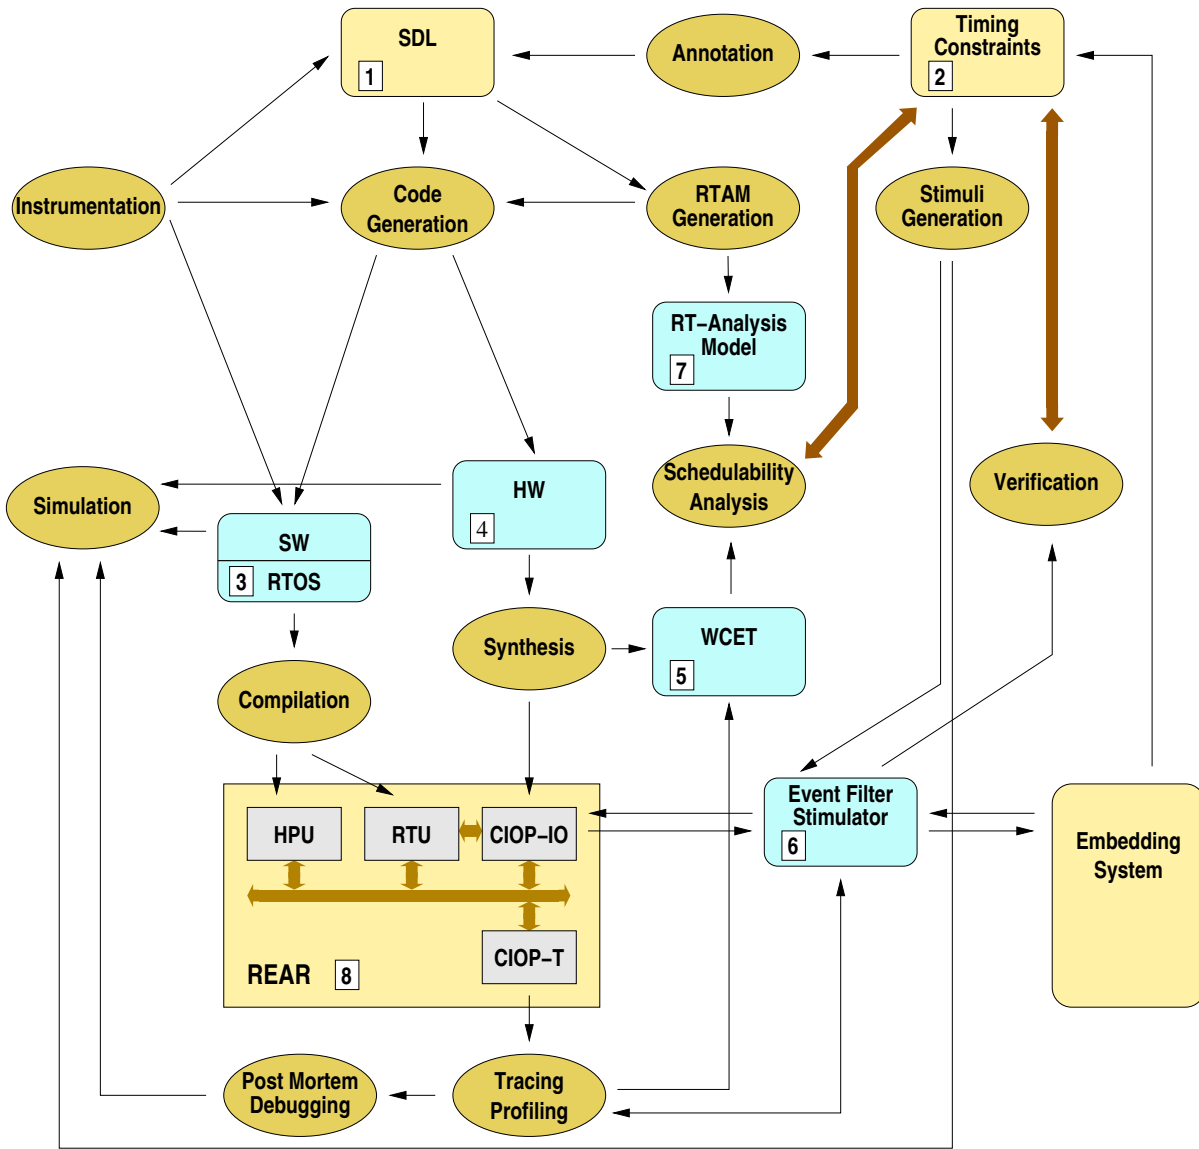 SDL
1
Annotation
Timing
Constraints
2
Instrumentation
Code
Generation
RTAM
Generation
Stimuli
Generation
RT–Analysis
Model
7
Simulation
HW
4
Schedulability
Analysis
Verification
SW
3 RTOS
Synthesis
WCET
5
Compilation
HPU
RTU
CIOP–IO
Event Filter
Stimulator
6
Embedding
System
CIOP–T
REAR 8
Post Mortem
Debugging
Tracing
Profiling